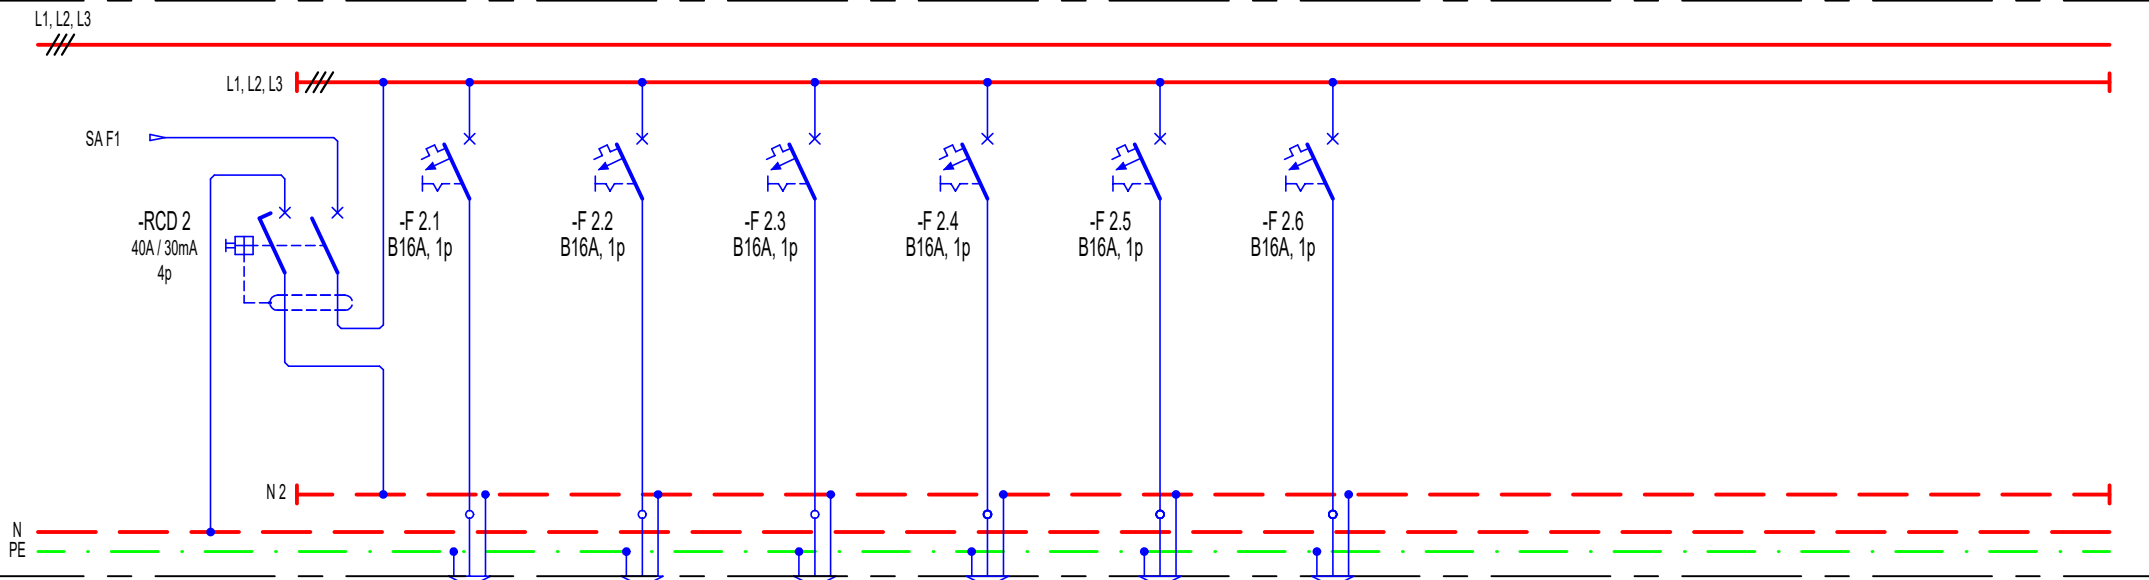 L1, L2, L3
L1, L2, L3
SA F1
-RCD 2
40A / 30mA
4p
-F 2.1
B16A, 1p
-F 2.2
B16A, 1p
-F 2.3
B16A, 1p
-F 2.4
B16A, 1p
-F 2.5
B16A, 1p
-F 2.6
B16A, 1p
N 2
N
PE